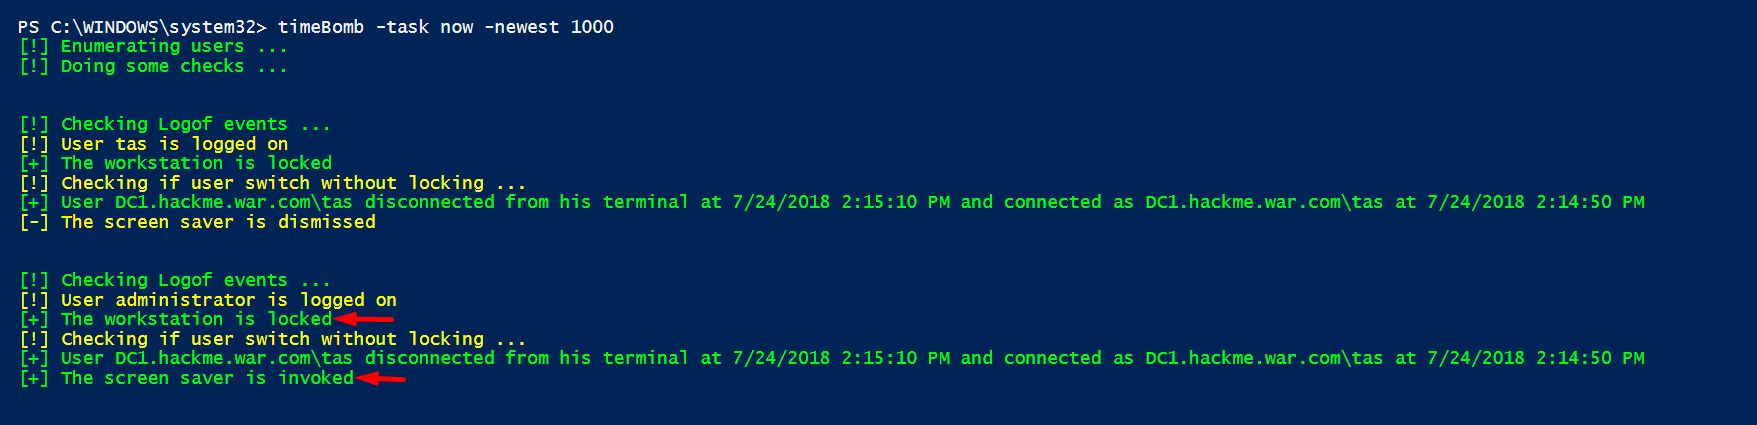 PS C:\WINDOWS\system32> timeBomb -task now -newest 1000
[!] Enumerating users ...
[!] Doing some checks ...
[!] Checking Logof events ...
[!] User tas is logged on
[+] The workstation is locked
[!] Checking if user switch without locking ...
[+] User DC1.hackme.war.com\tas disconnected from his terminal at 7/24/2018 2:15:10 PM and connected as DC1.hackme.war.com\tas at 7/24/2018 2:14:50 PM
[-] The screen saver is dismissed
[!] Checking Logof events ...
[!] User administrator is logged on
[+] The workstation is locked
[!] Checking if user switch without locking ...
[+] User DC1.hackme.war.com\tas disconnected from his terminal at 7/24/2018 2:15:10 PM and connected as DC1.hackme.war.com\tas at 7/24/2018 2:14:50 PM
[+] The screen saver is invoked